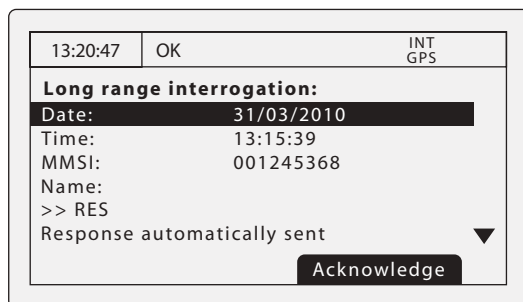 13:20:47 OK INT
GPS
Long range interrogation:
Date: 31/03/2010
Time: 13:15:39
MMSI: 001245368
Name:
>> RES
Response automatically sent
Acknowledge